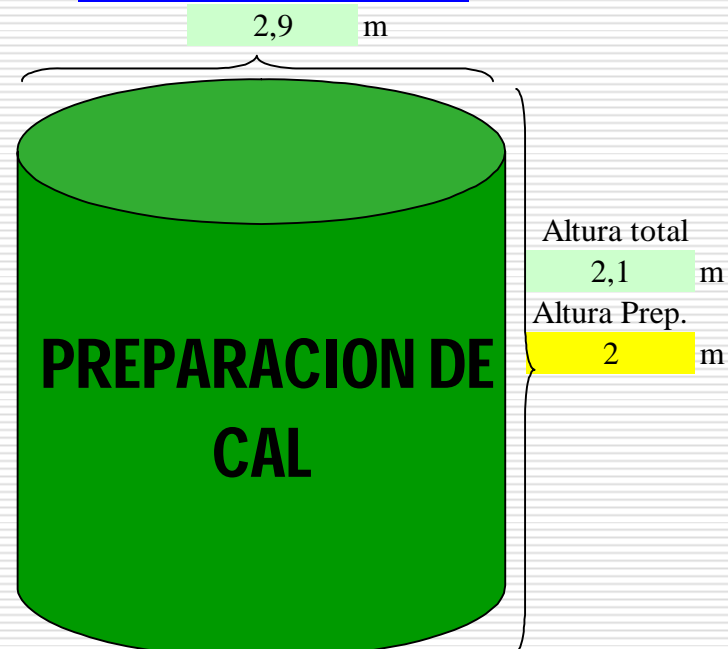 2,9 m
Altura total
2,1 m
Altura Prep.
2 m
PREPARACION DE
CAL